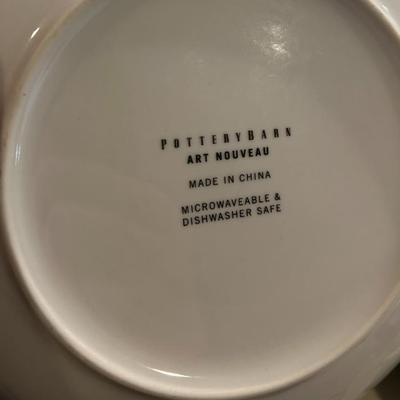 POTTERYBARN
ART NOUVEAU
MADE IN CHINA
MICROWAVEABLE &
DISHWASHER SAFE